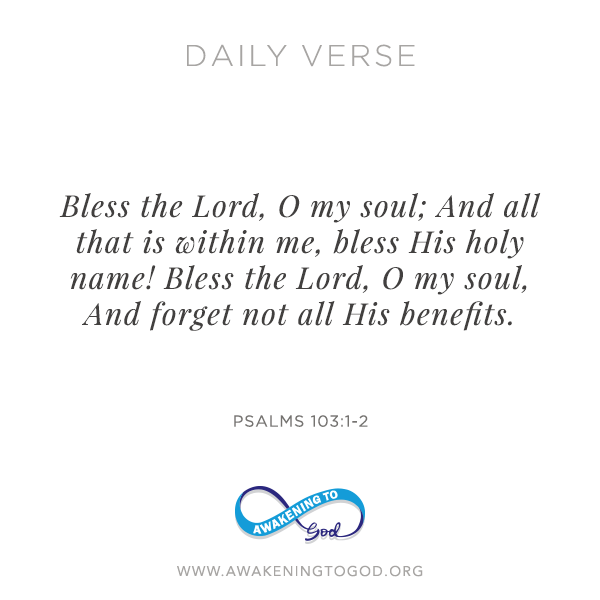 DAILY VERSE
Bless the Lord, O my soul; And all
that is within me, bless His holy
name! Bless the Lord, O my soul,
And forget not all His benefits.
PSALMS 103:1-2
AWAKENING TO
God
WWW.AWAKENINGTOGOD.ORG